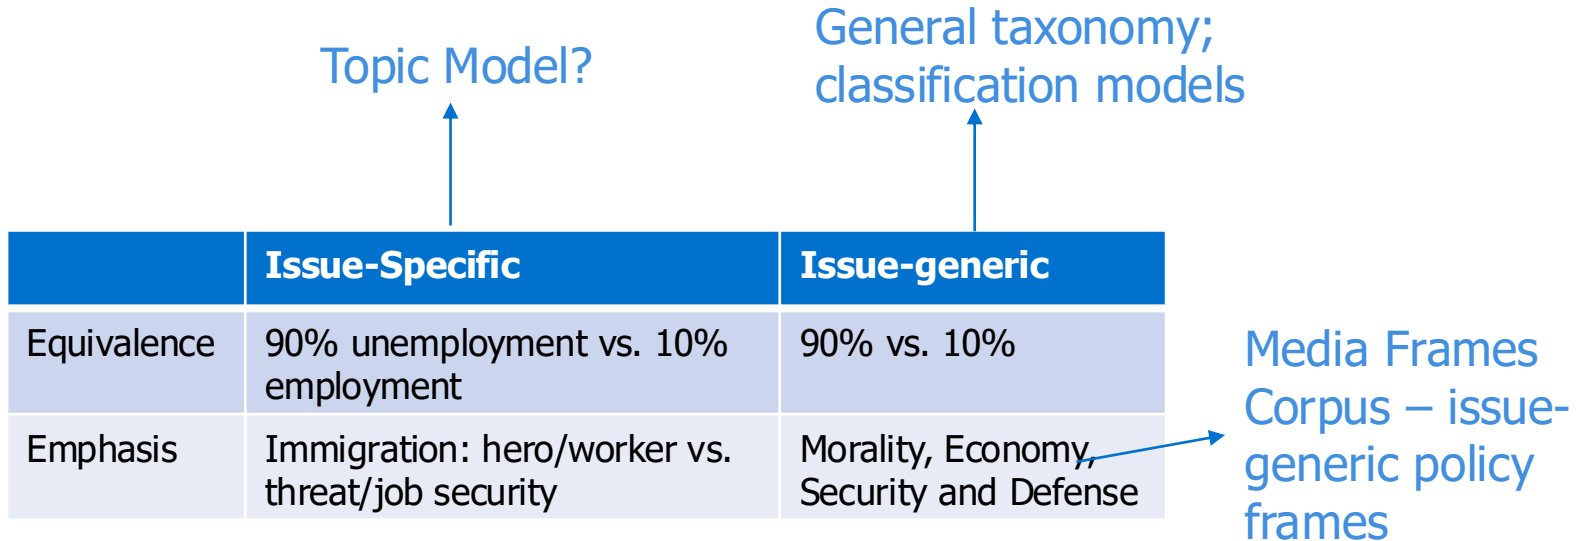 Topic Model?
General taxonomy;
classification models
Issue-Specific
Issue-generic
Equivalence
90% unemployment vs. 10%
employment
90% vs. 10%
Emphasis
Immigration: hero/worker vs.
threat/job security
Morality, Economy,
Security and Defense
Media Frames
Corpus – issue-
generic policy
frames